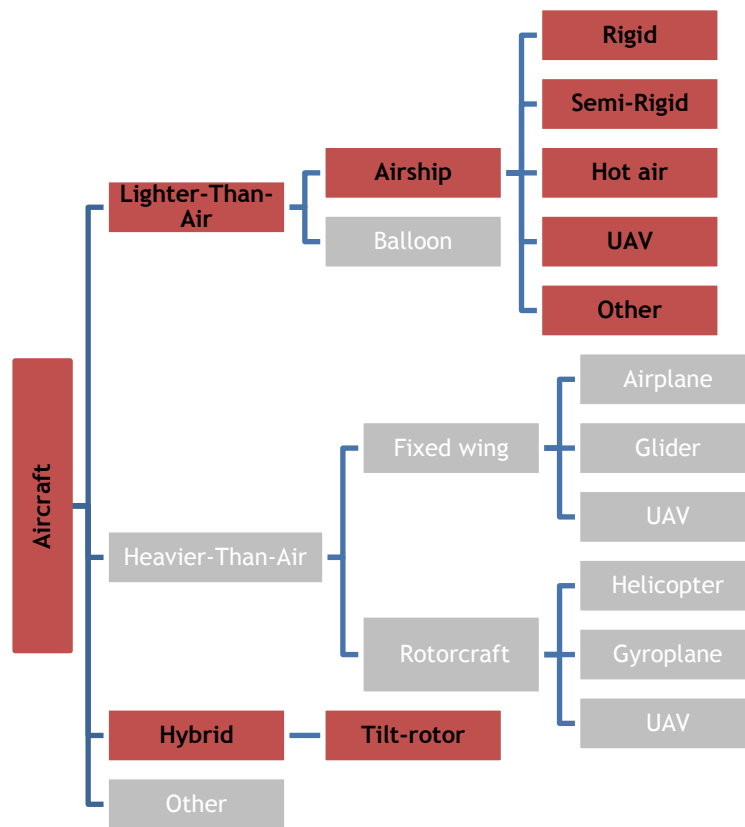 Aircraft
Lighter-Than-
Air
Airship
Rigid
Semi-Rigid
Hot air
UAV
Other
Balloon
Heavier-Than-Air
Fixed wing
Airplane
Glider
UAV
Rotorcraft
Helicopter
Gyroplane
UAV
Hybrid
Tilt-rotor
Other